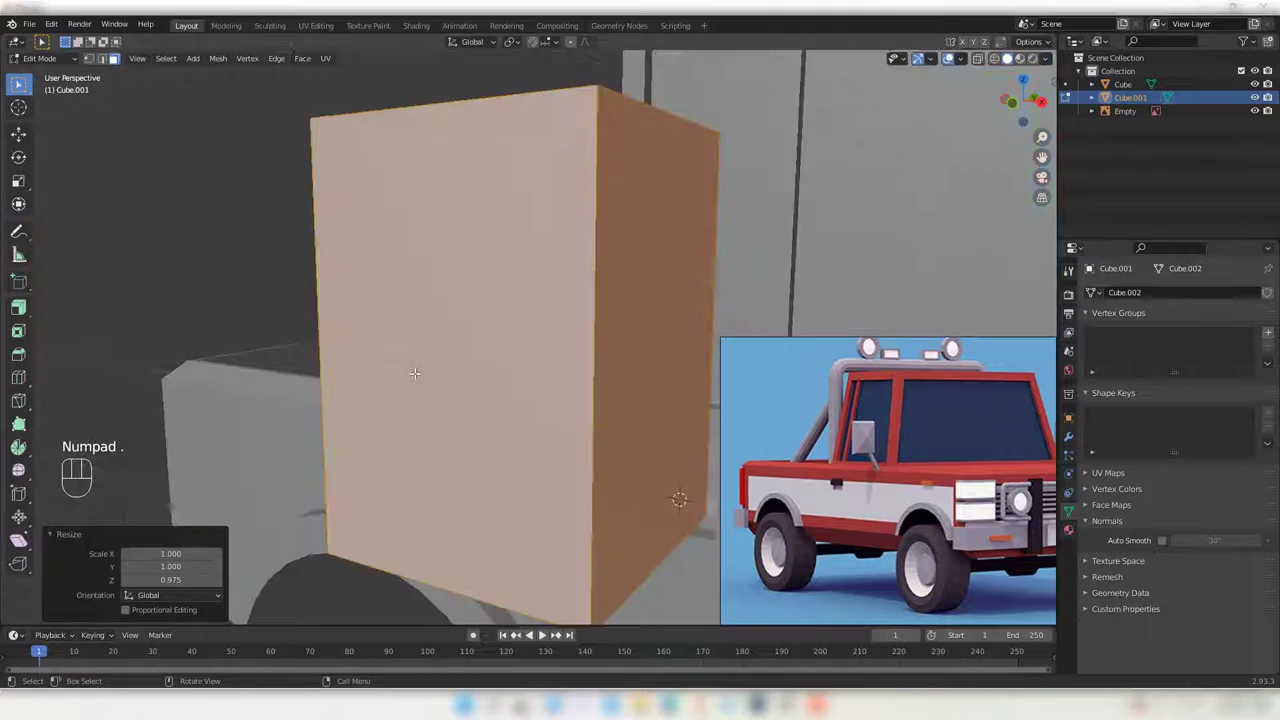 File Edit Render Window Help Layout Modeling Sculpting UV Editing Texture Paint Shading Animation Rendering Compositing Geometry Nodes Scripting + Scene View Layer
Global X Y Z Options
Edit Mode View Select Add Mesh Vertex Edge Face UV
User Perspective
(1) Cube.001
Z
X
Scene Collection
Collection
Cube
Cube.001
Empty
Cube.001 Cube.002
Cube.002
Vertex Groups
Shape Keys
UV Maps
Vertex Colors
Face Maps
Normals
Auto Smooth 30°
Texture Space
Remesh
Geometry Data
Custom Properties
Numpad .
Resize
Scale X 1.000
Y 1.000
Z 0.975
Orientation Global
Proportional Editing
Playback Keying View Marker 1 Start 1 End 250
1 10 20 30 40 50 60 70 80 90 100 110 120 130 140 150 160 170 180 190 200 210 220 230 240 250
Select Box Select Rotate View Call Menu 2.93.3